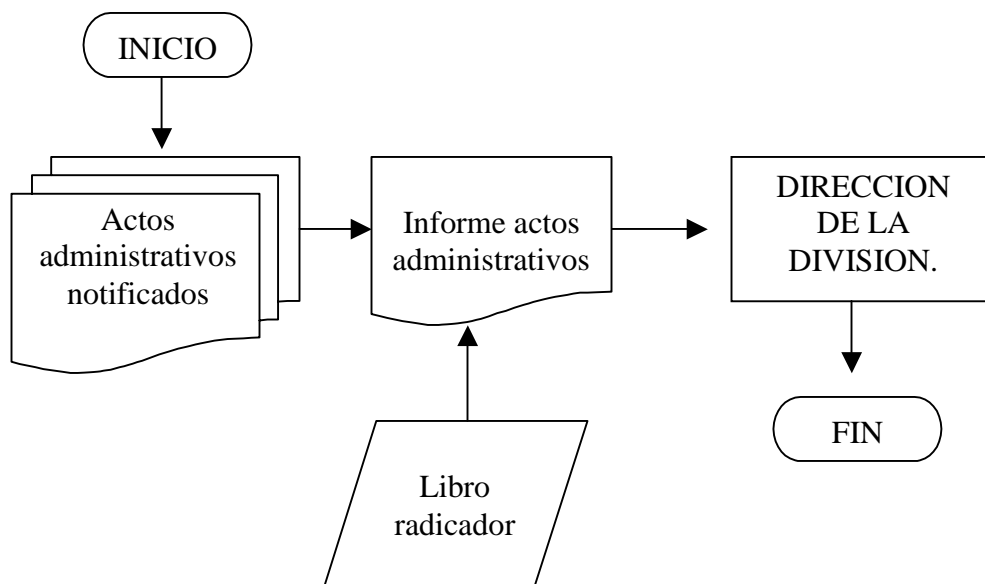 INICIO
Actos
administrativos
notificados
Informe actos
administrativos
DIRECCION
DE LA
DIVISION.
FIN
Libro
radicador